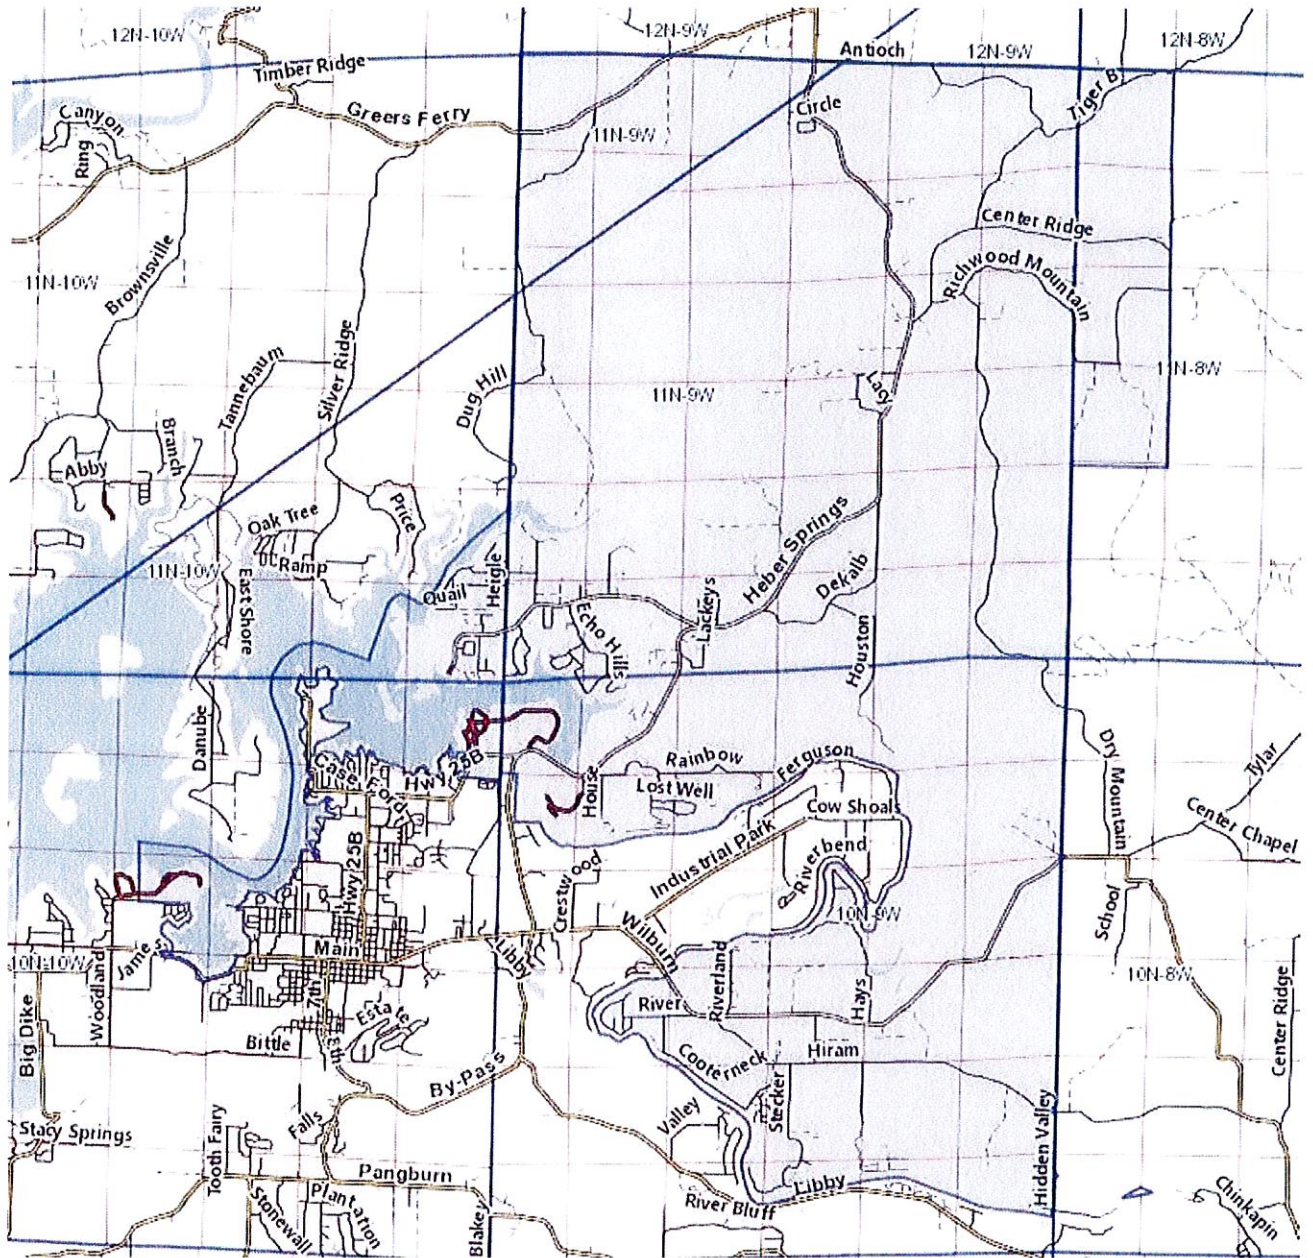 12N-10W
12N-9W
Antioch
12N-9W
12N-8W
Timber Ridge
Tiger B
Greers Ferry
Circle
Canyon
Ring
11N-9W
Center Ridge
Brownsville
11N-10W
Richwood Mountain
Tannebaum
Silver Ridge
Dug Hill
11N-9W
Lacy
11N-8W
Branch
Abby
Price
Oak Tree
Ramp
11N-10W
East Shore
Quail
Heigle
Echo Hills
Lackeys
Heber Springs
Dekalb
Houston
Danube
Case Ford
Hwy 25B
House
Rainbow
Lost Well
Ferguson
Cow Shoals
Dry Mountain
Tylar
Center Chapel
Hwy 25B
Industrial Park
Riverbend
Crestwood
10N-9W
School
Main
Libby
Wilburn
10N-10W
James
Woodland
10N-8W
Big Dike
7th
Estate
River
Riverland
Hays
Center Ridge
Bittle
8th
Cooterneck
Hiram
By-Pass
Stecker
Valley
Hidden Valley
Stacy Springs
Tooth Fairy
Falls
Pangburn
Libby
River Bluff
Stonewall
Plantation
Blakey
Chinkapin